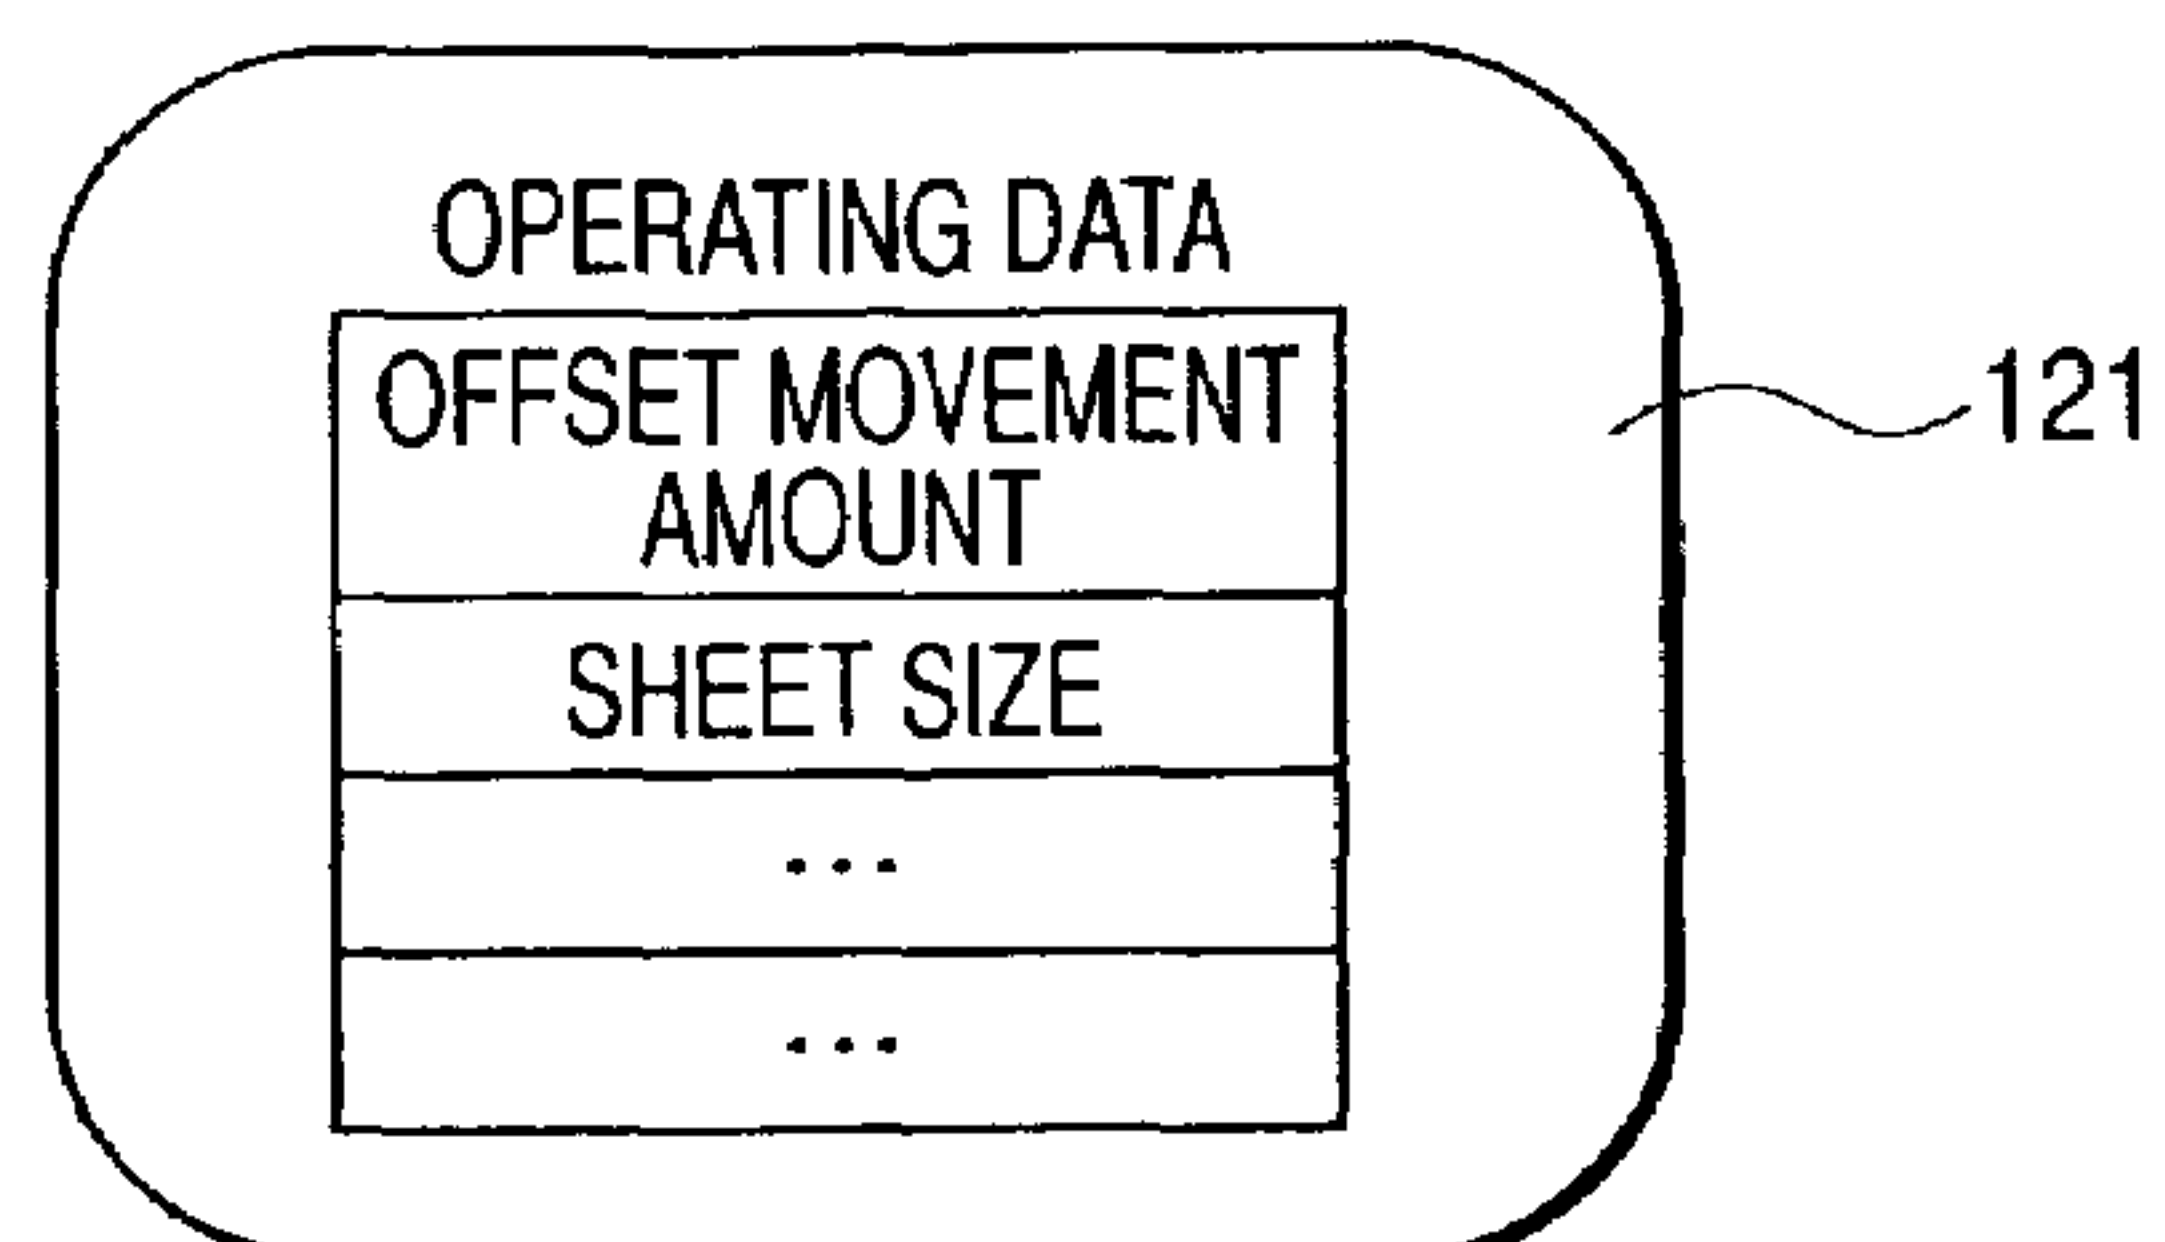 OPERATING DATA
OFFSET MOVEMENT
AMOUNT
121
SHEET SIZE
...
...